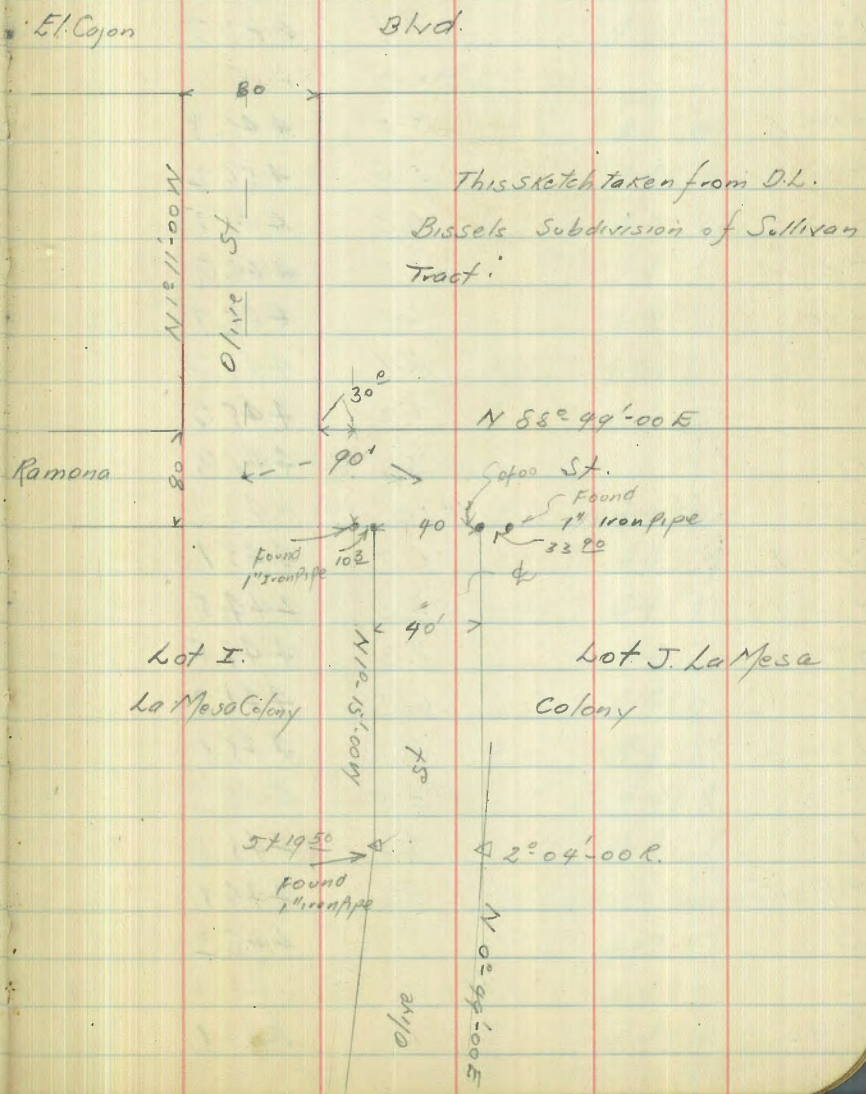 El. Cajon Blvd.
80
N 1°-11'-00 W
Olive St
This sketch taken from D.L.
Bissels Subdivision of Sullivan
Tract.
30°
N 88°-49'-00 E
Ramona St.
80
90'
0+00
Found
1" Iron Pipe
40
33 90
Found
1" Iron Pipe
10 3
℄
40'
Lot I.
La Mesa Colony
Lot J. La Mesa
Colony
N 1°-15'-00 W
St
5+19 50
Found
1" iron pipe
2°-04'-00 R.
N 0°-49'-00 E
Olive